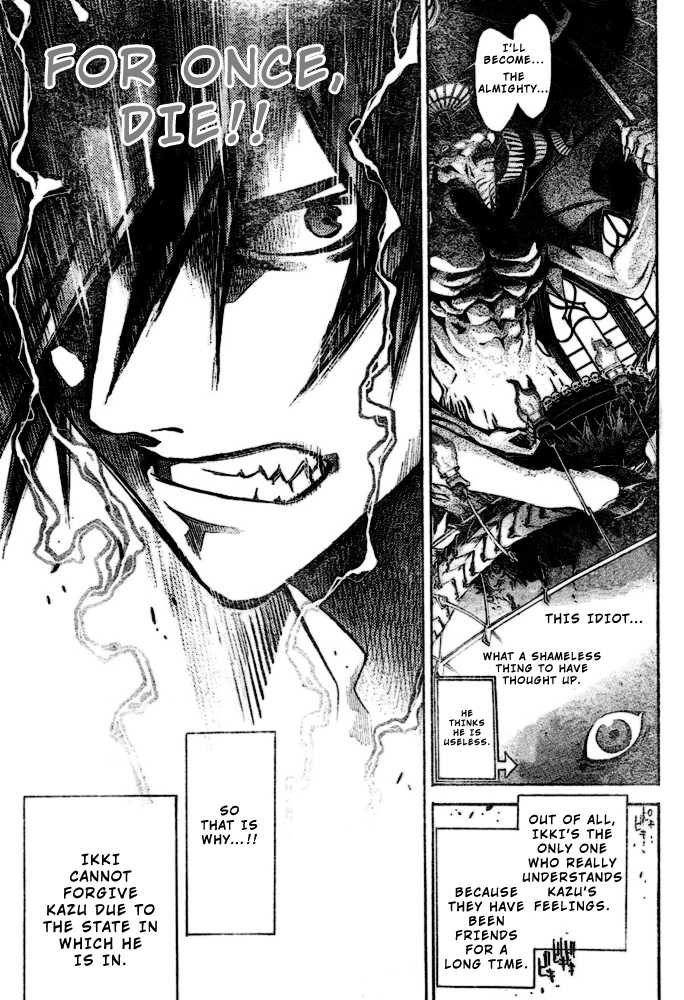 I'LL
BECOME...
THE
ALMIGHTY...
THIS IDIOT...
WHAT A SHAMELESS
THING TO HAVE
THOUGHT UP.
HE
THINKS
HE IS
USELESS.
OUT OF ALL,
IKKI'S THE
ONLY ONE
WHO REALLY
UNDERSTANDS
KAZU'S
FEELINGS.
BECAUSE
THEY HAVE
BEEN
FRIENDS
FOR A
LONG TIME.
FOR ONCE,
DIE!!
SO
THAT IS
WHY...!!
IKKI
CANNOT
FORGIVE
KAZU DUE TO
THE STATE IN
WHICH HE
IS IN.